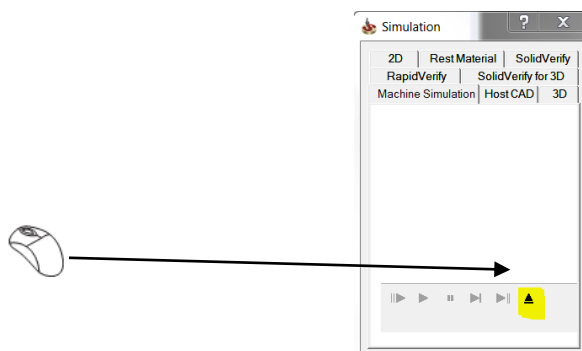 Simulation
2D Rest Material SolidVerify
RapidVerify SolidVerify for 3D
Machine Simulation Host CAD 3D